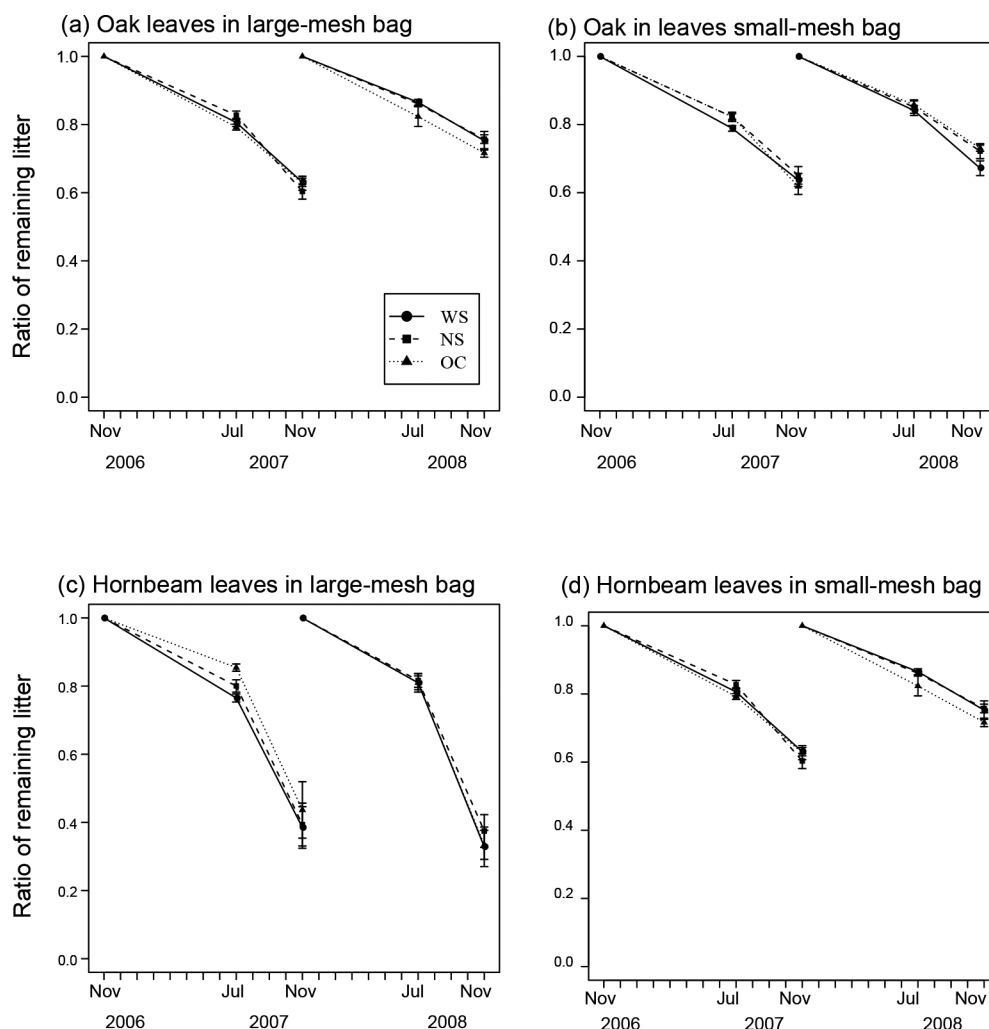 (a) Oak leaves in large-mesh bag
Ratio of remaining litter
1.0
0.8
0.6
0.4
0.2
0.0
WS
NS
OC
Nov Jul Nov Jul Nov
2006 2007 2008
(b) Oak in leaves small-mesh bag
1.0
0.8
0.6
0.4
0.2
0.0
Nov Jul Nov Jul Nov
2006 2007 2008
(c) Hornbeam leaves in large-mesh bag
Ratio of remaining litter
1.0
0.8
0.6
0.4
0.2
0.0
Nov Jul Nov Jul Nov
2006 2007 2008
(d) Hornbeam leaves in small-mesh bag
1.0
0.8
0.6
0.4
0.2
0.0
Nov Jul Nov Jul Nov
2006 2007 2008